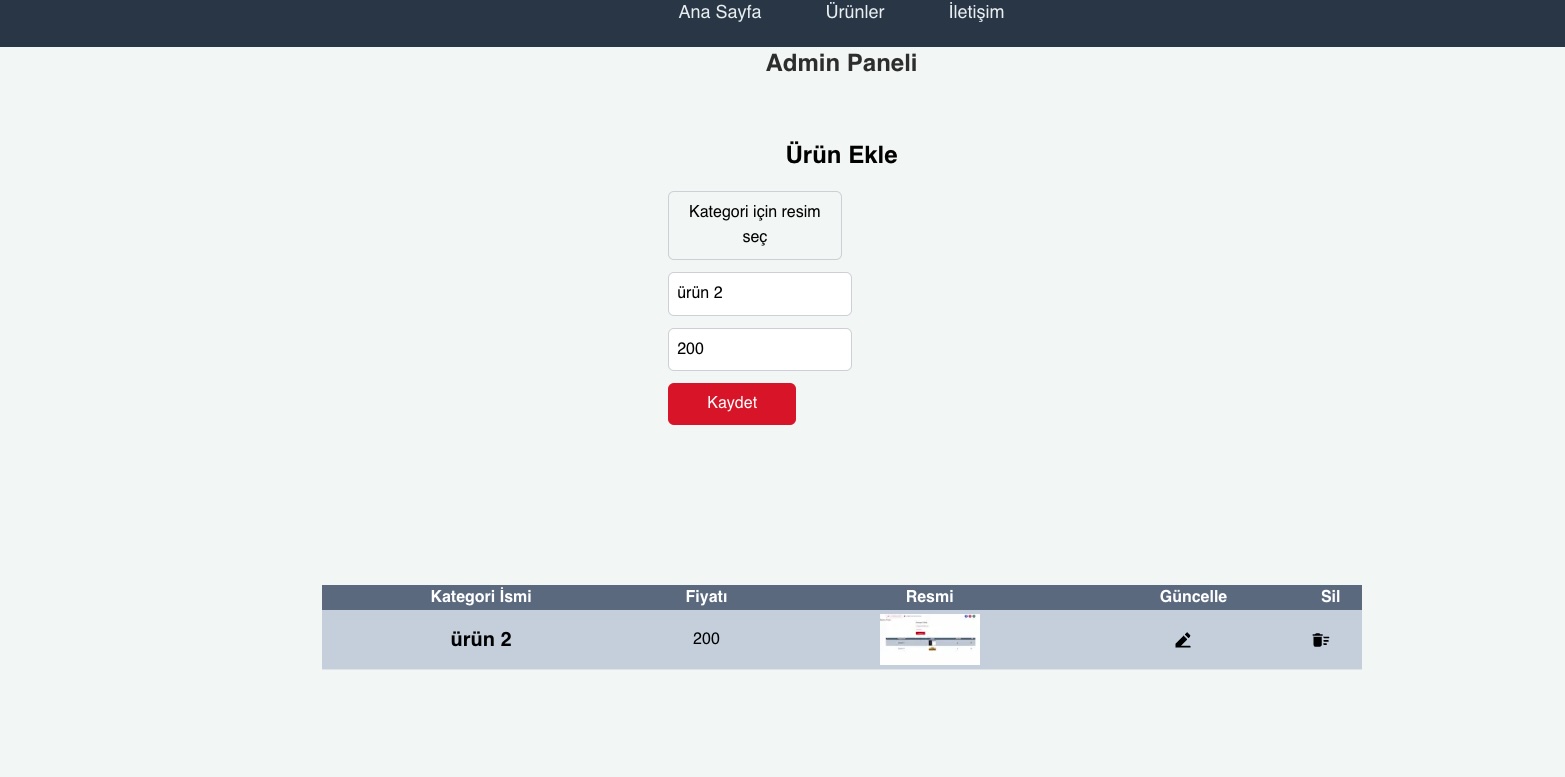 Ana Sayfa Ürünler İletişim
Admin Paneli
Ürün Ekle
Kategori için resim
seç
ürün 2
200
Kaydet
Kategori İsmi Fiyatı Resmi Güncelle Sil
ürün 2 200